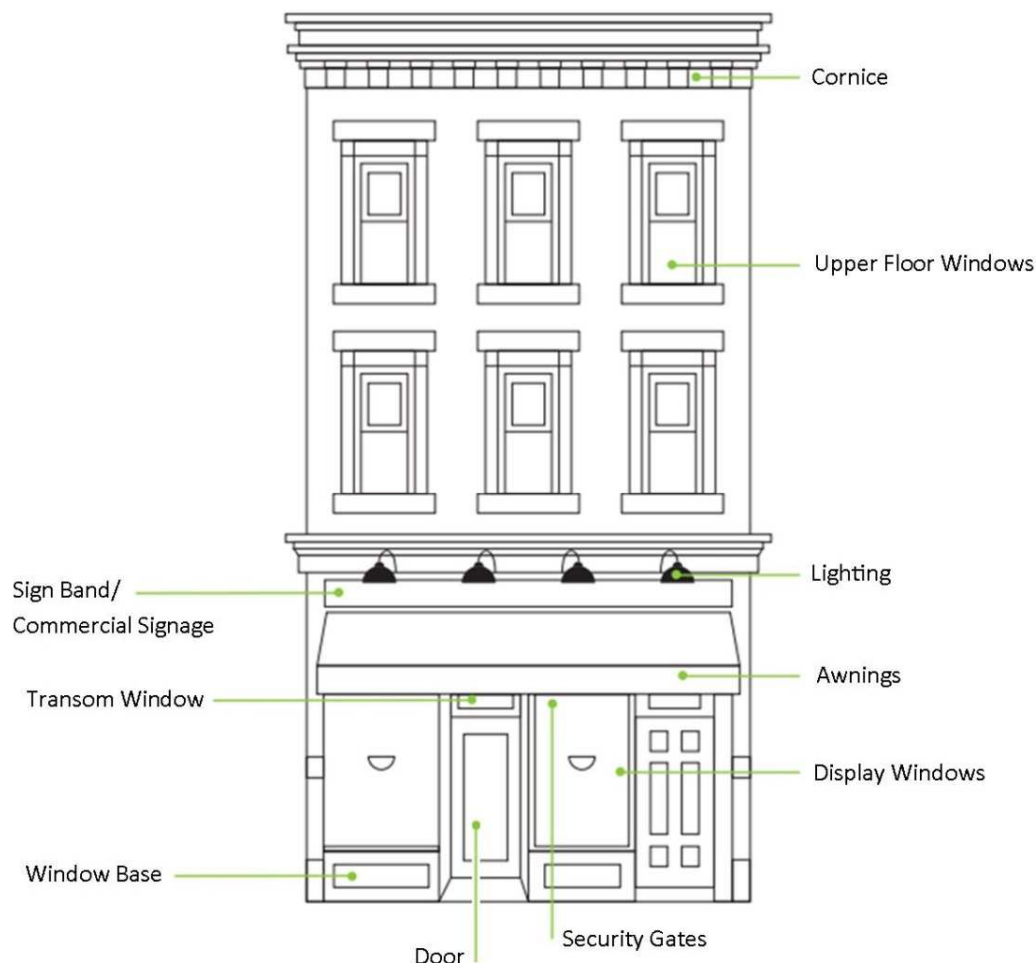 Cornice
Upper Floor Windows
Lighting
Sign Band/
Commercial Signage
Awnings
Transom Window
Display Windows
Window Base
Security Gates
Door